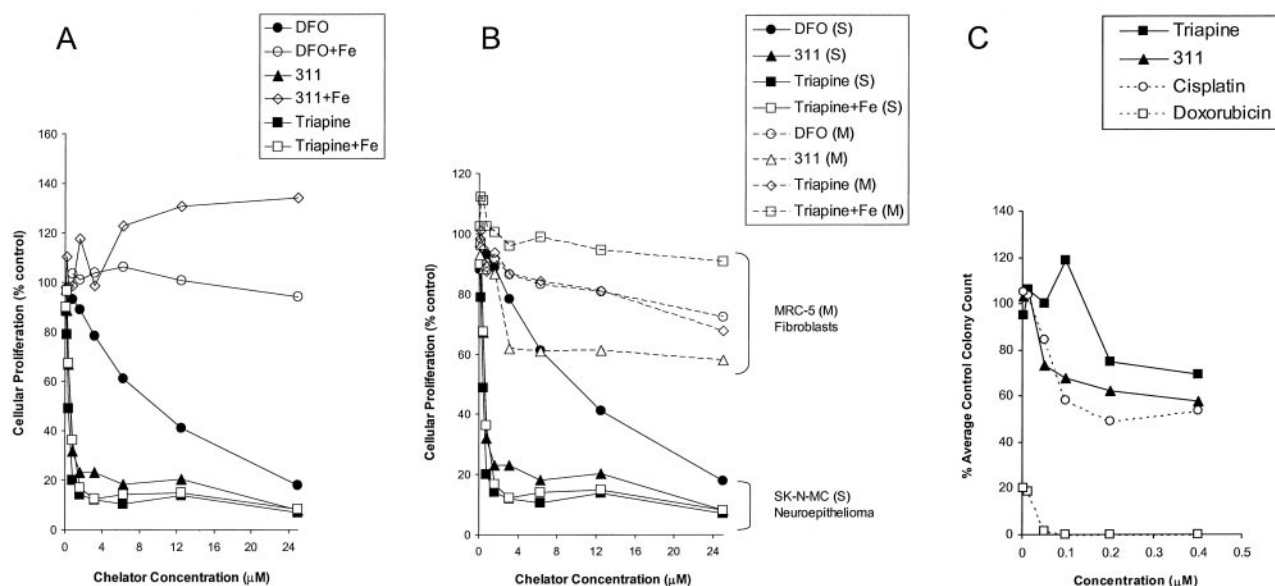 A
DFO
DFO+Fe
311
311+Fe
Triapine
Triapine+Fe
160
140
120
100
80
60
40
20
0
Cellular Proliferation (% control)
0
4
8
12
16
20
24
Chelator Concentration (μM)
B
DFO (S)
311 (S)
Triapine (S)
Triapine+Fe (S)
DFO (M)
311 (M)
Triapine (M)
Triapine+Fe (M)
120
100
80
60
40
20
0
Cellular Proliferation (% control)
0
4
8
12
16
20
24
Chelator Concentration (μM)
MRC-5 (M)
Fibroblasts
SK-N-MC (S)
Neuroepithelioma
C
Triapine
311
Cisplatin
Doxorubicin
140
120
100
80
60
40
20
0
% Average Control Colony Count
0
0.1
0.2
0.3
0.4
0.5
Concentration (μM)